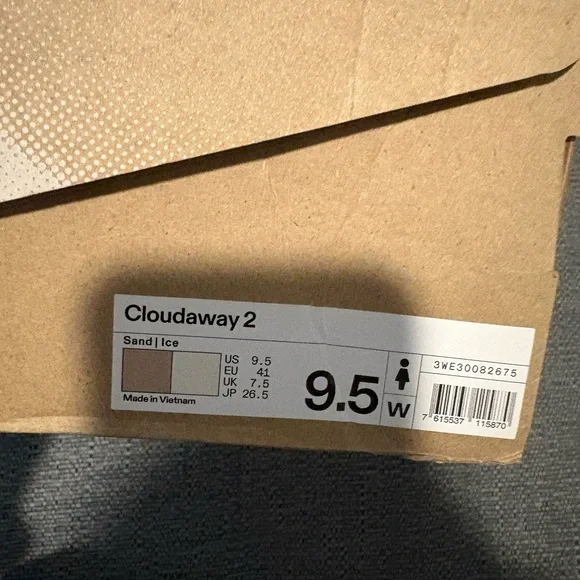 Cloudaway 2
Sand | Ice
US 9.5
EU 41
UK 7.5
JP 26.5
Made in Vietnam
9.5
W
3WE30082675
7 615537 115870